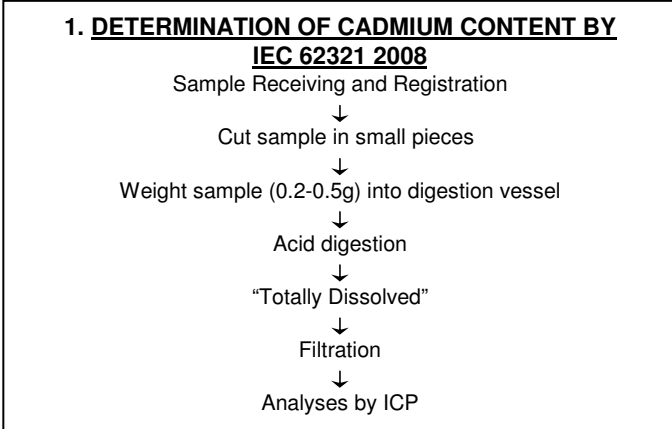 1. DETERMINATION OF CADMIUM CONTENT BY
IEC 62321 2008
Sample Receiving and Registration
↓
Cut sample in small pieces
↓
Weight sample (0.2-0.5g) into digestion vessel
↓
Acid digestion
↓
“Totally Dissolved”
↓
Filtration
↓
Analyses by ICP